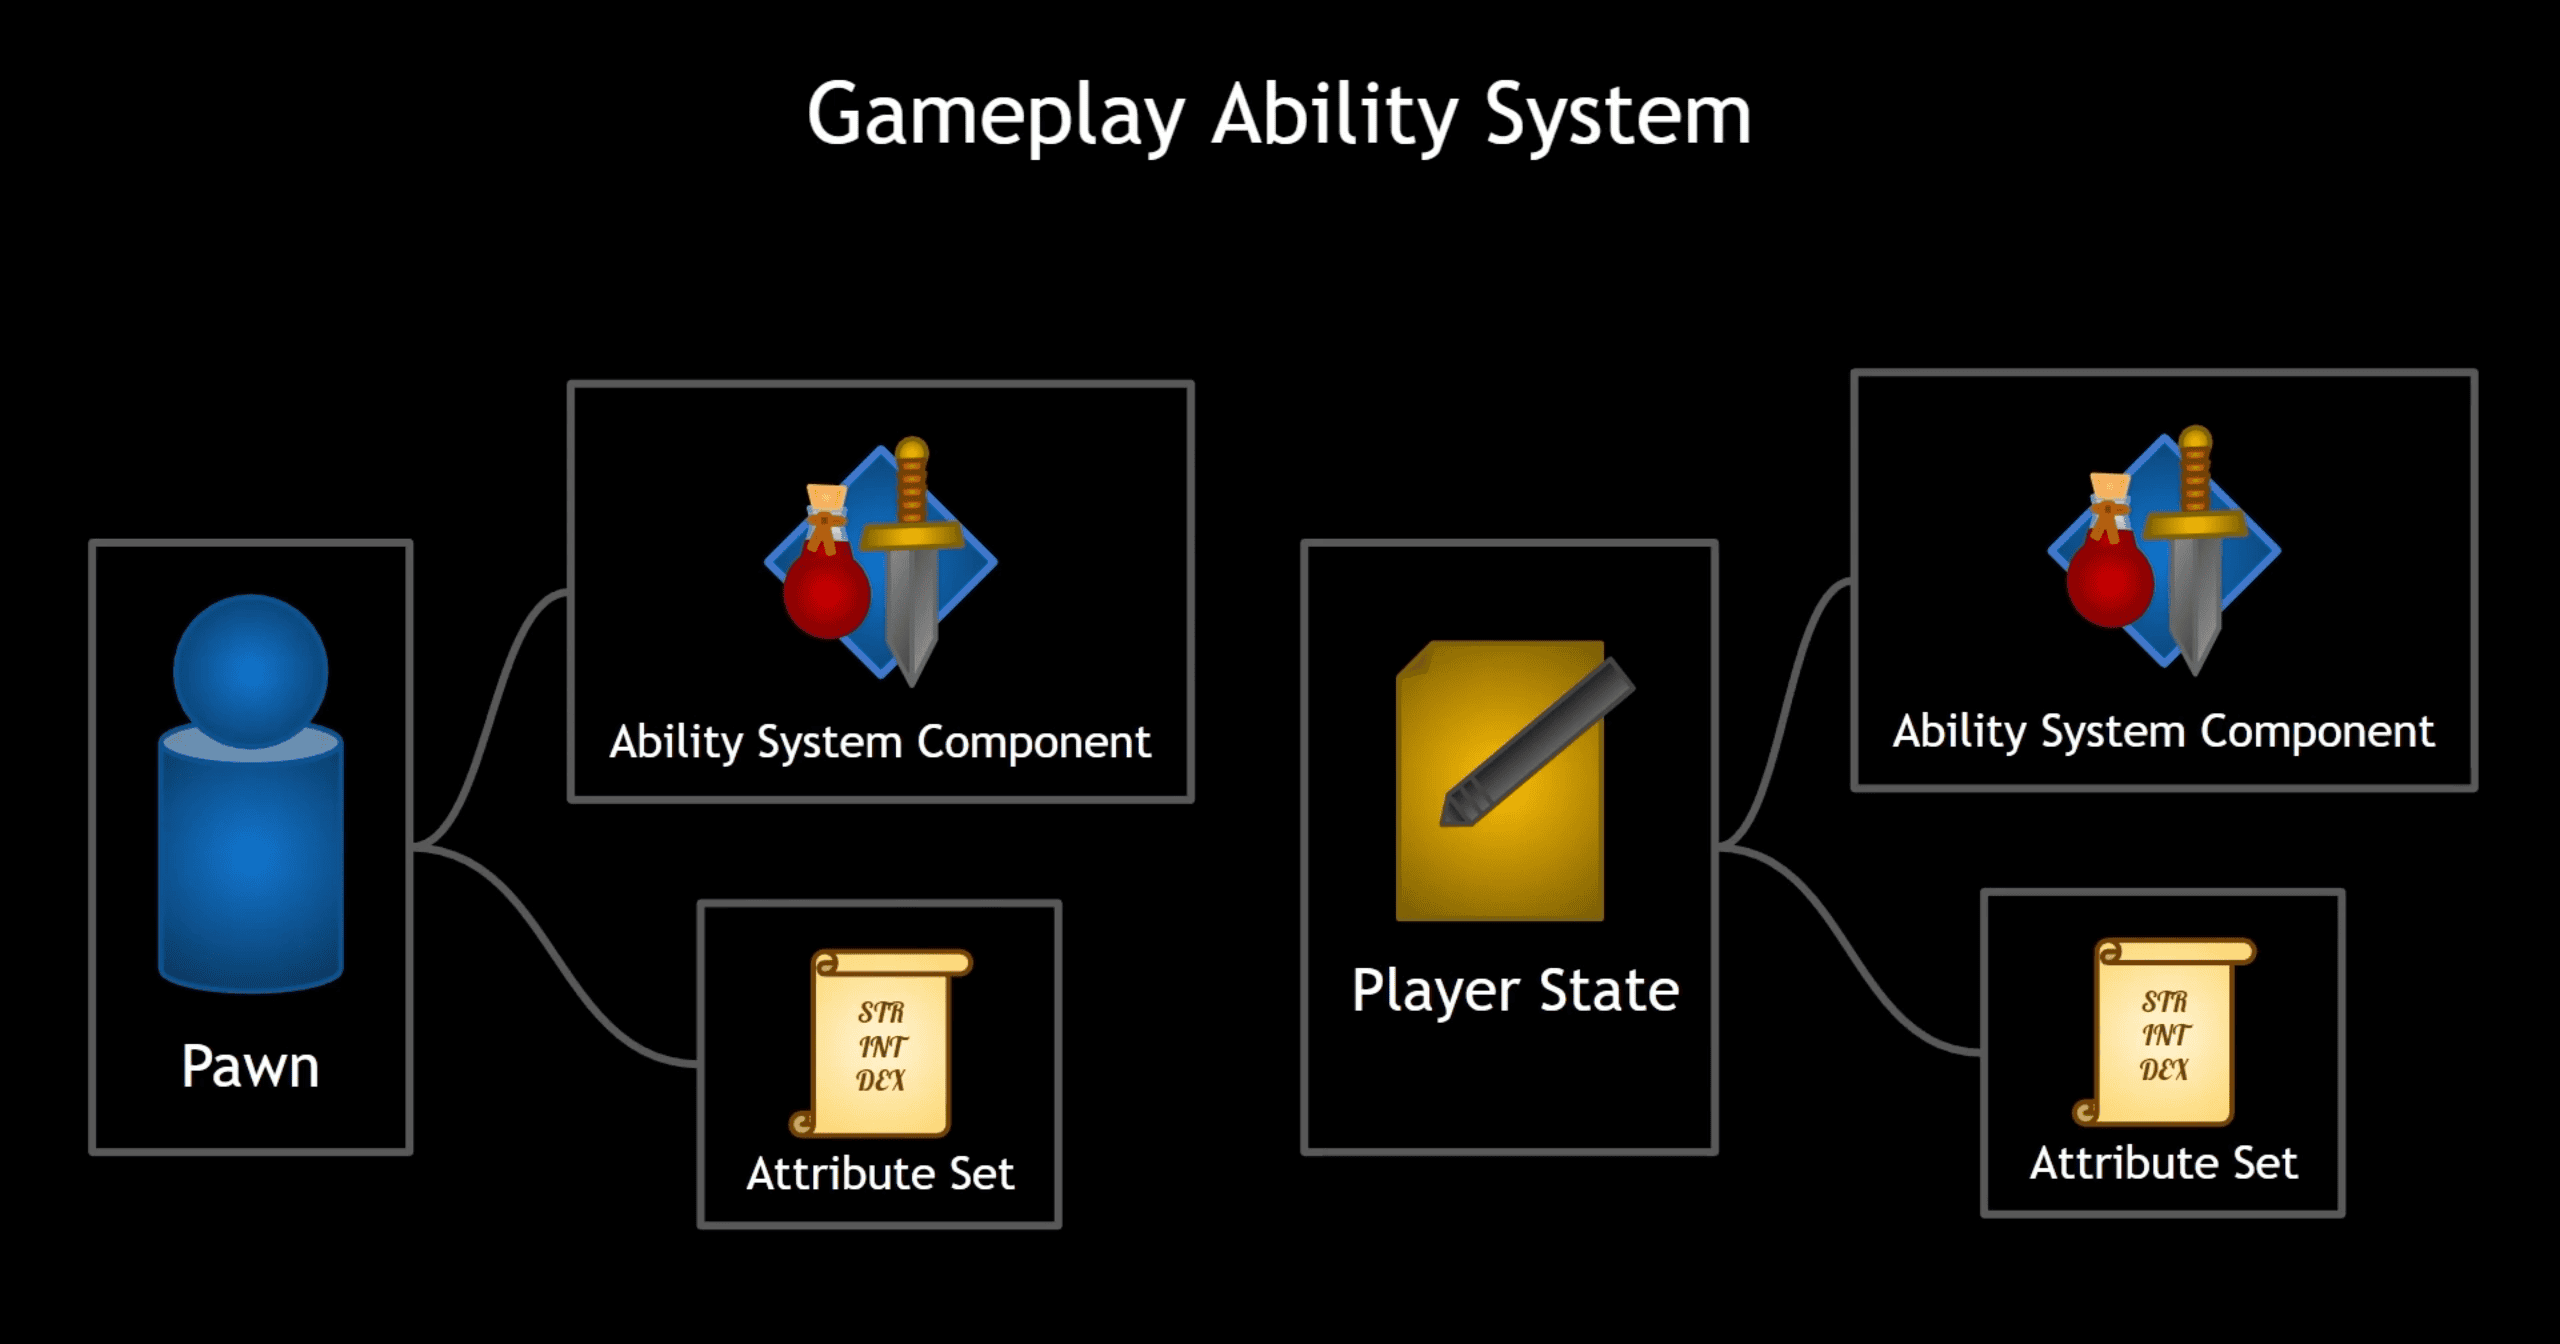 Gameplay Ability System
Pawn
Ability System Component
STR
INT
DEX
Attribute Set
Player State
Ability System Component
STR
INT
DEX
Attribute Set